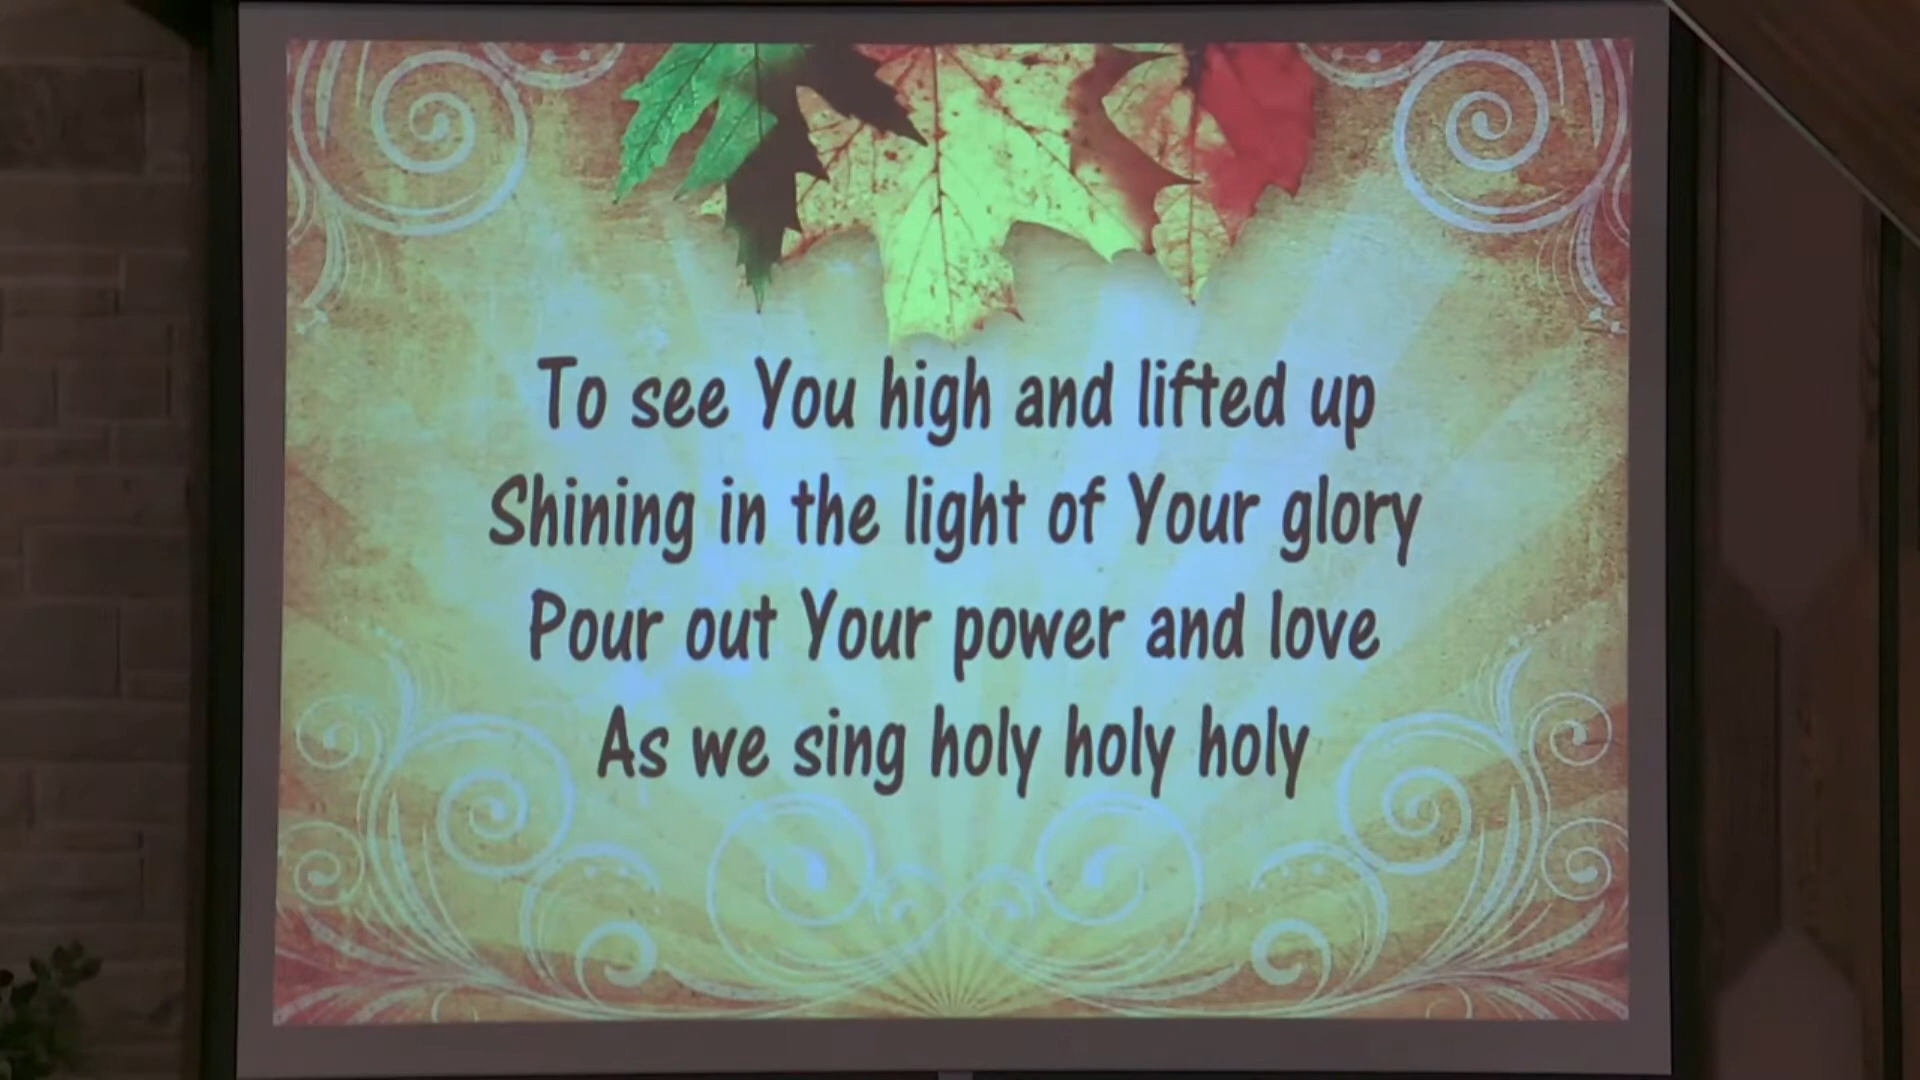 To see You high and lifted up
Shining in the light of Your glory
Pour out Your power and love
As we sing holy holy holy